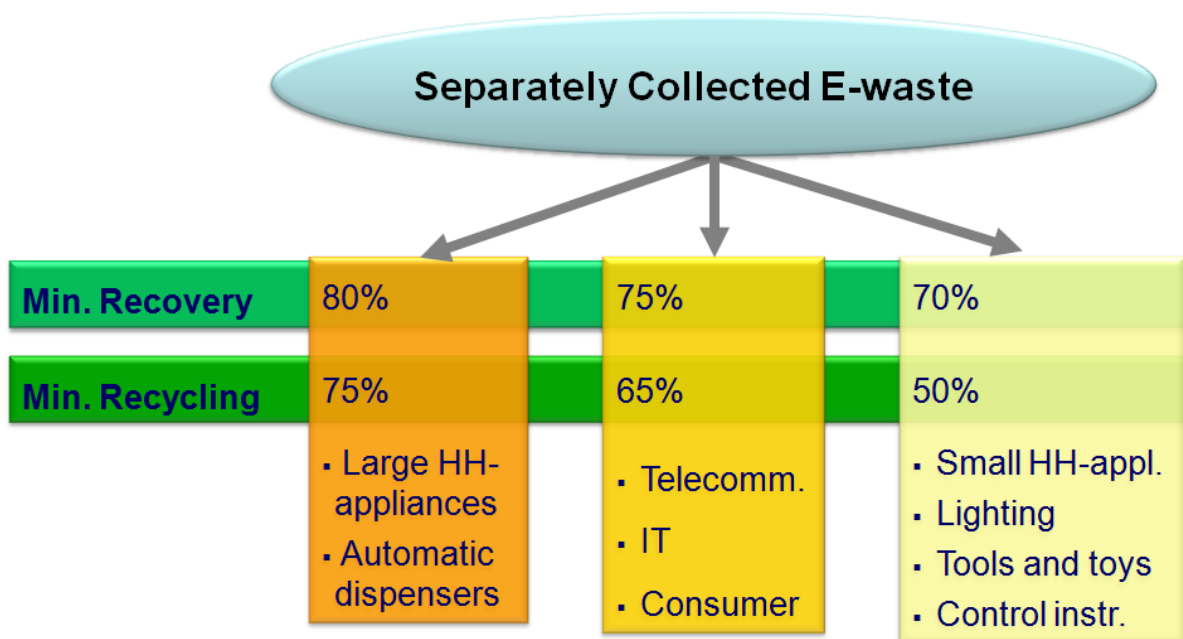 Separately Collected E-waste
Min. Recovery 80% 75% 70%
Min. Recycling 75% 65% 50%
▪ Large HH-
appliances
▪ Automatic
dispensers
▪ Telecomm.
▪ IT
▪ Consumer
▪ Small HH-appl.
▪ Lighting
▪ Tools and toys
▪ Control instr.